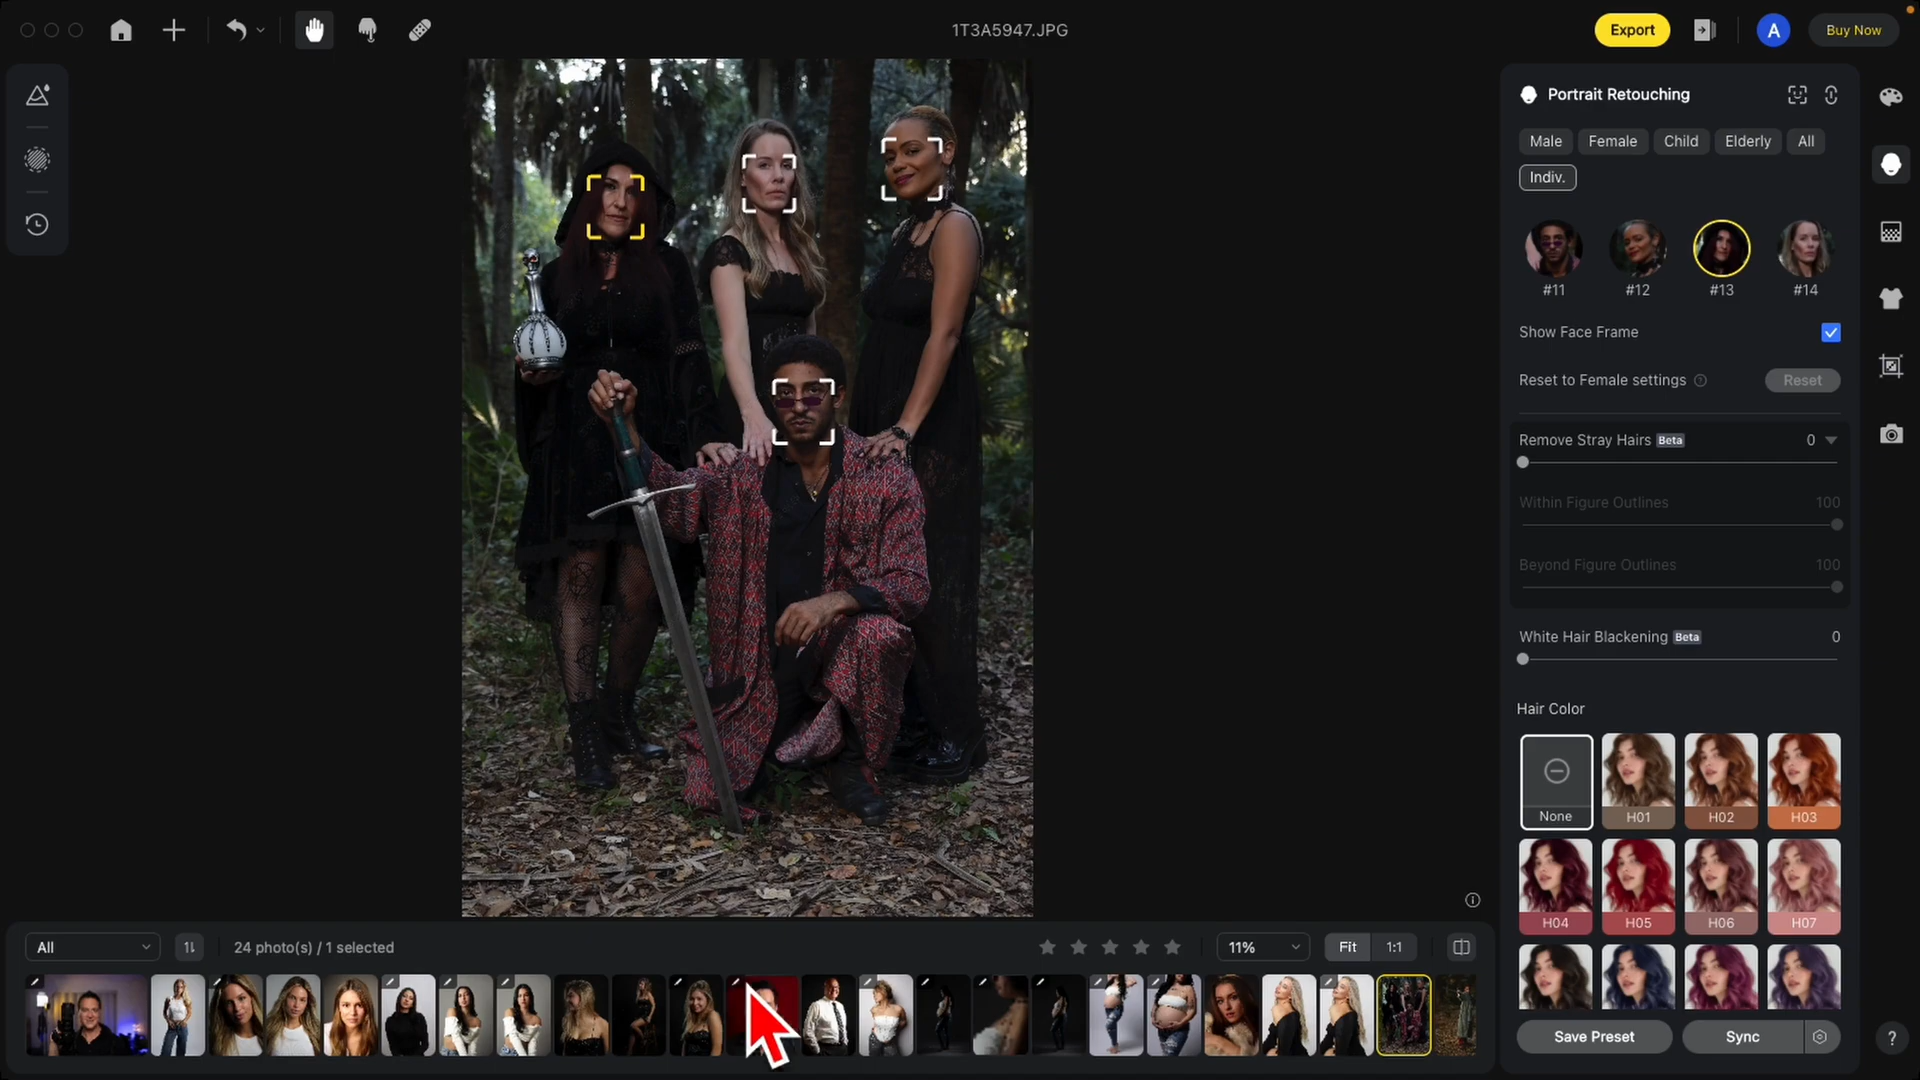 1T3A5947.JPG
Export
A
Buy Now
Portrait Retouching
Male Female Child Elderly All
Indiv.
#11 #12 #13 #14
Show Face Frame
Reset to Female settings ? Reset
Remove Stray Hairs Beta 0
Within Figure Outlines 100
Beyond Figure Outlines 100
White Hair Blackening Beta 0
Hair Color
None H01 H02 H03
H04 H05 H06 H07
All 24 photo(s) / 1 selected 11% Fit 1:1
Save Preset Sync
?